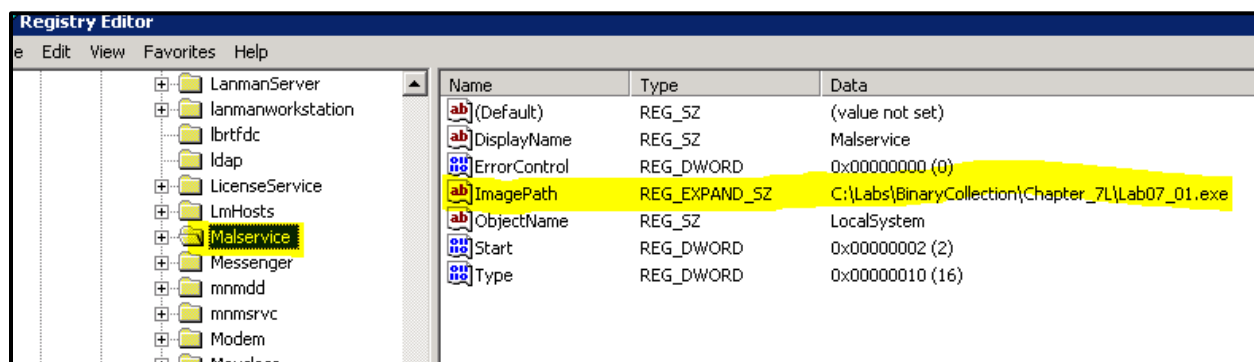 Registry Editor
e Edit View Favorites Help
LanmanServer
lanmanworkstation
lbrtfdc
ldap
LicenseService
LmHosts
Malservice
Messenger
mnmdd
mnmsrvc
Modem
Name Type Data
(Default) REG_SZ (value not set)
DisplayName REG_SZ Malservice
ErrorControl REG_DWORD 0x00000000 (0)
ImagePath REG_EXPAND_SZ C:\Labs\BinaryCollection\Chapter_7L\Lab07_01.exe
ObjectName REG_SZ LocalSystem
Start REG_DWORD 0x00000002 (2)
Type REG_DWORD 0x00000010 (16)